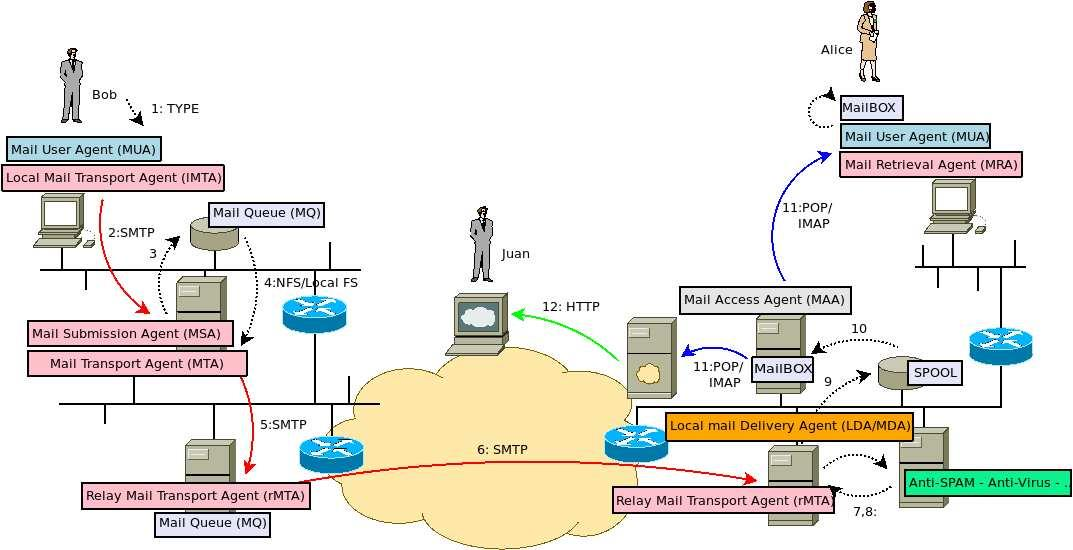 Bob
1: TYPE
Mail User Agent (MUA)
Local Mail Transport Agent (lMTA)
2:SMTP
Mail Queue (MQ)
3
4:NFS/Local FS
Mail Submission Agent (MSA)
Mail Transport Agent (MTA)
5:SMTP
Relay Mail Transport Agent (rMTA)
Mail Queue (MQ)
6: SMTP
Juan
12: HTTP
Alice
MailBOX
Mail User Agent (MUA)
Mail Retrieval Agent (MRA)
11:POP/
IMAP
Mail Access Agent (MAA)
10
11:POP/
IMAP
MailBOX
9
SPOOL
Local mail Delivery Agent (LDA/MDA)
Anti-SPAM - Anti-Virus - ..
Relay Mail Transport Agent (rMTA)
7,8: